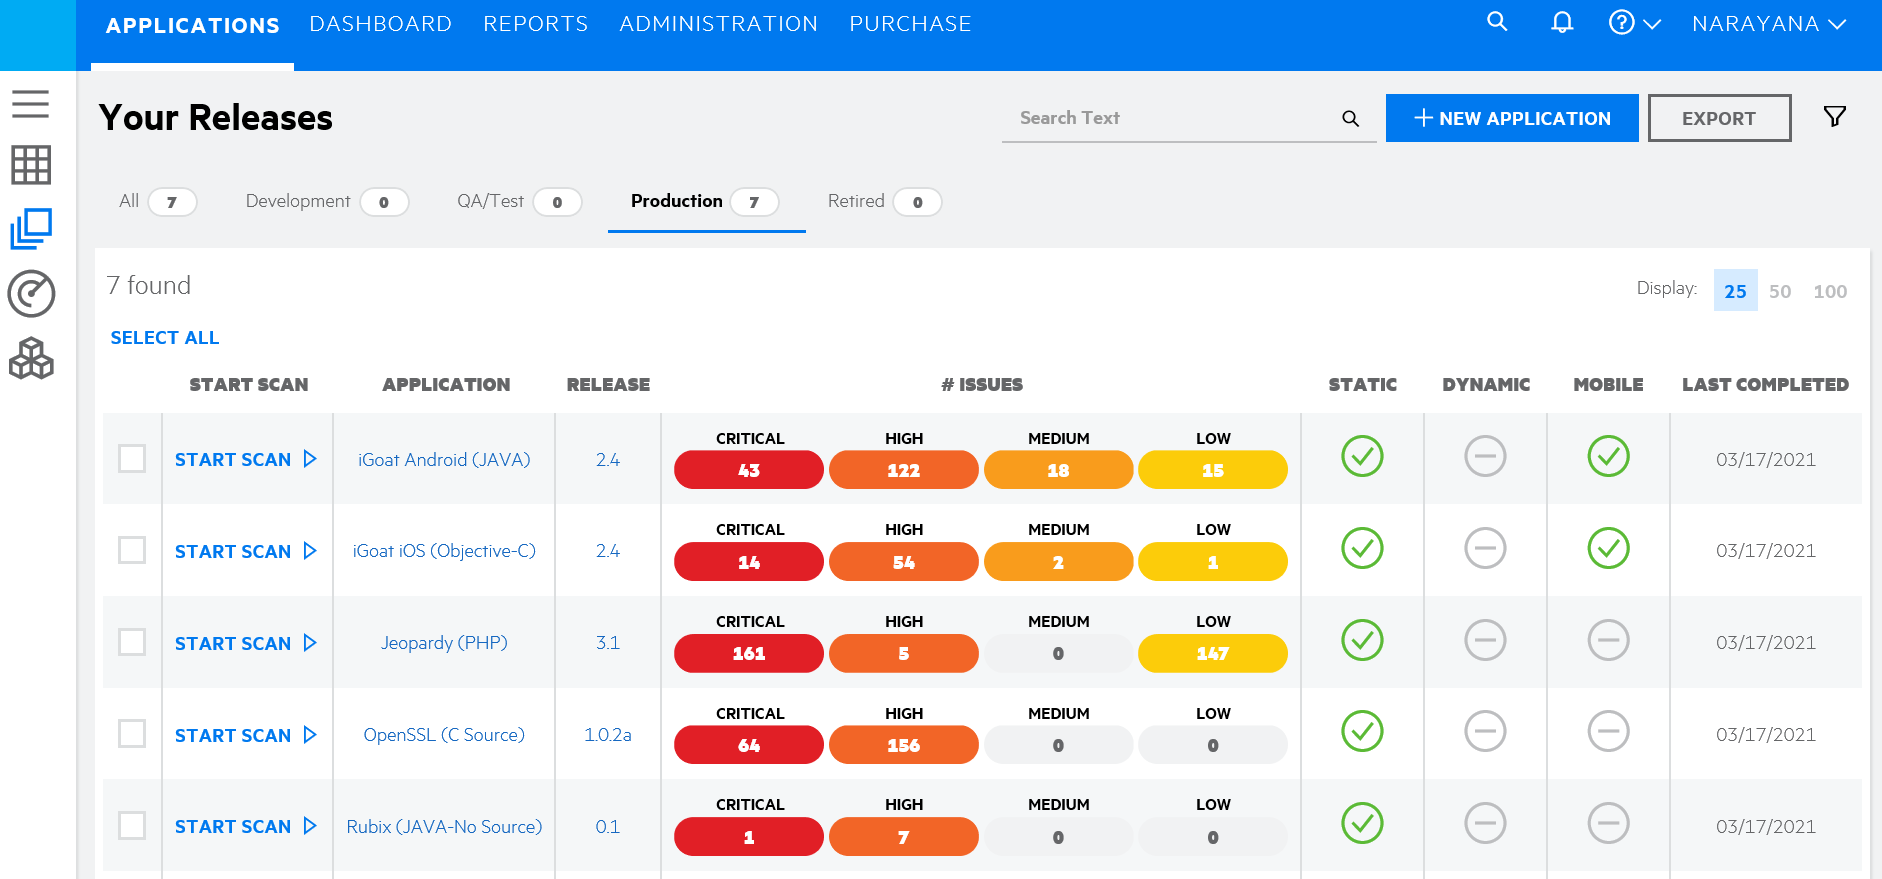 APPLICATIONS DASHBOARD REPORTS ADMINISTRATION PURCHASE NARAYANA
Your Releases Search Text NEW APPLICATION EXPORT
All 7 Development 0 QA/Test 0 Production 7 Retired 0
7 found Display: 25 50 100
SELECT ALL
START SCAN APPLICATION RELEASE # ISSUES STATIC DYNAMIC MOBILE LAST COMPLETED
CRITICAL HIGH MEDIUM LOW
START SCAN iGoat Android (JAVA) 2.4 43 122 18 15 03/17/2021
CRITICAL HIGH MEDIUM LOW
START SCAN iGoat iOS (Objective-C) 2.4 14 54 2 1 03/17/2021
CRITICAL HIGH MEDIUM LOW
START SCAN Jeopardy (PHP) 3.1 161 5 0 147 03/17/2021
CRITICAL HIGH MEDIUM LOW
START SCAN OpenSSL (C Source) 1.0.2a 64 156 0 0 03/17/2021
CRITICAL HIGH MEDIUM LOW
START SCAN Rubix (JAVA-No Source) 0.1 1 7 0 0 03/17/2021